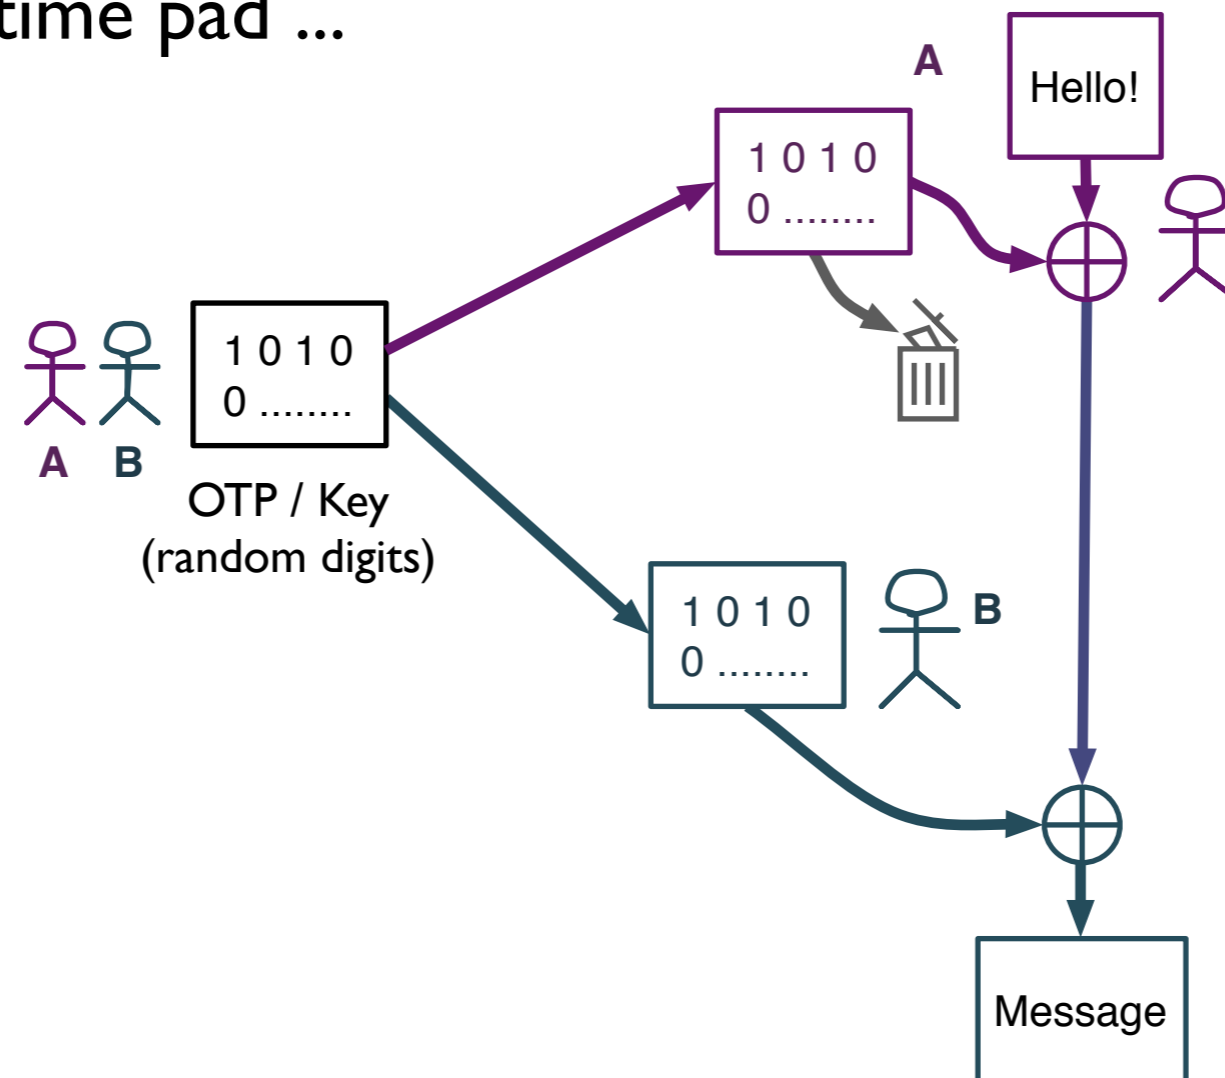 time pad ...
A
Hello!
1 0 1 0
0 ........
1 0 1 0
0 ........
A B
OTP / Key
(random digits)
1 0 1 0
0 ........
B
Message